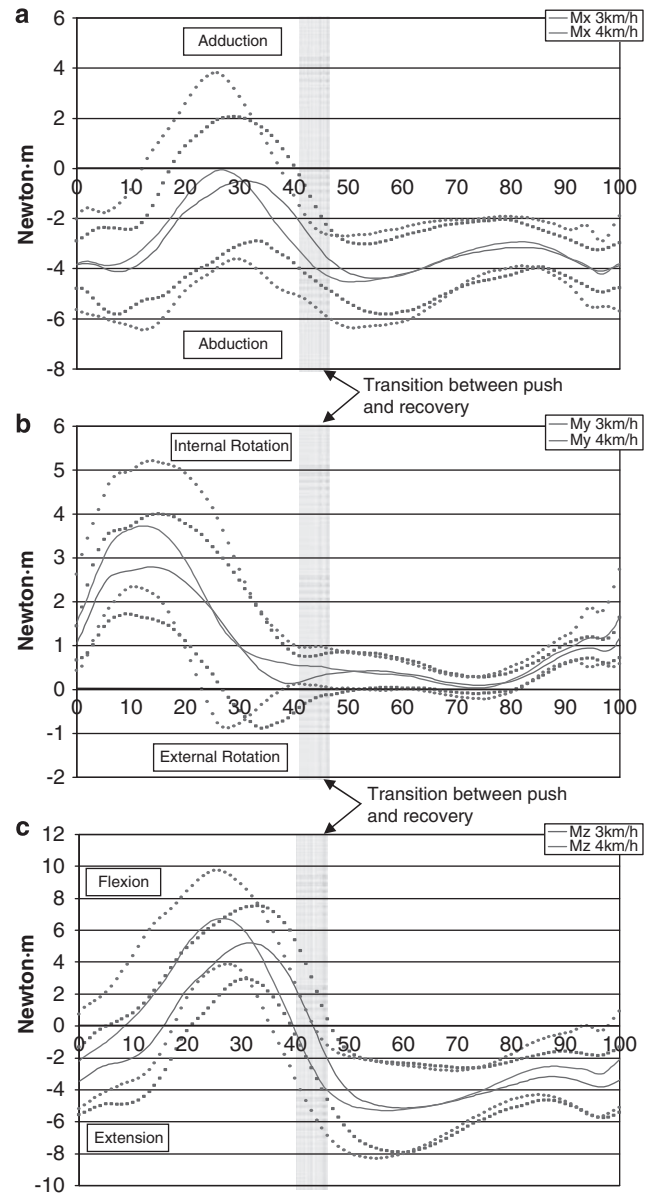 a
Mx 3km/h
Mx 4km/h
Adduction
Abduction
Newton·m
6
4
2
0
-2
-4
-6
-8
0 10 20 30 40 50 60 70 80 90 100
Transition between push
and recovery
b
My 3km/h
My 4km/h
Internal Rotation
External Rotation
Newton·m
6
5
4
3
2
1
0
-1
-2
0 10 20 30 40 50 60 70 80 90 100
Transition between push
and recovery
c
Mz 3km/h
Mz 4km/h
Flexion
Extension
Newton·m
12
10
8
6
4
2
0
-2
-4
-6
-8
-10
0 10 20 30 40 50 60 70 80 90 100